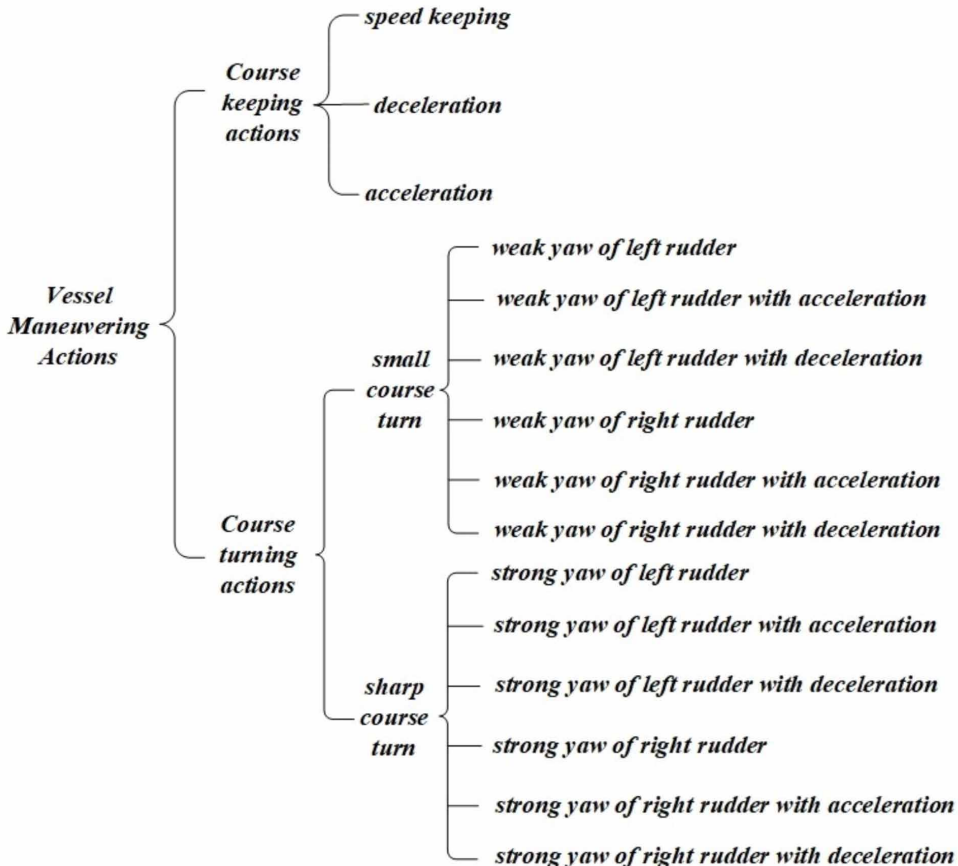 speed keeping
Course
keeping
actions
deceleration
acceleration
Vessel
Maneuvering
Actions
weak yaw of left rudder
weak yaw of left rudder with acceleration
small
course
turn
weak yaw of left rudder with deceleration
weak yaw of right rudder
weak yaw of right rudder with acceleration
weak yaw of right rudder with deceleration
Course
turning
actions
strong yaw of left rudder
strong yaw of left rudder with acceleration
sharp
course
turn
strong yaw of left rudder with deceleration
strong yaw of right rudder
strong yaw of right rudder with acceleration
strong yaw of right rudder with deceleration